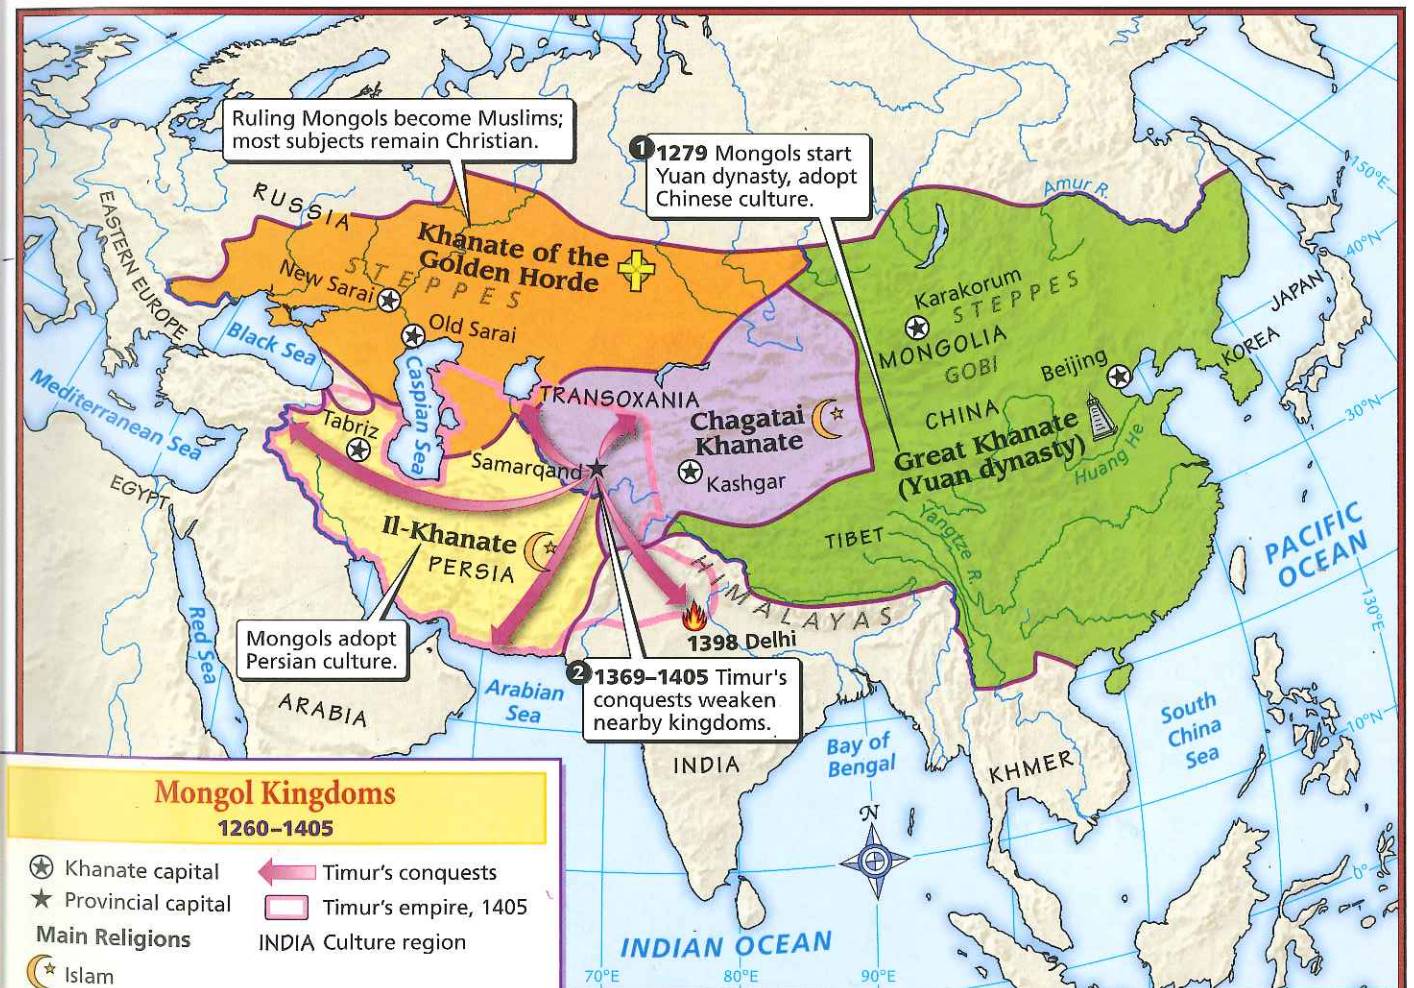 Ruling Mongols become Muslims;
most subjects remain Christian.
1 1279 Mongols start
Yuan dynasty, adopt
Chinese culture.
150°E
Amur R.
RUSSIA
EASTERN EUROPE
Khanate of the
Golden Horde
STEPPES
New Sarai
Old Sarai
40°N
Karakorum
STEPPES
MONGOLIA
GOBI
JAPAN
KOREA
Beijing
Black Sea
Caspian Sea
Mediterranean Sea
TRANSOXANIA
Chagatai
Khanate
Kashgar
CHINA
Great Khanate
(Yuan dynasty)
Huang He
30°N
Tabriz
Samarqand
EGYPT
Il-Khanate
PERSIA
TIBET
Yangtze R.
PACIFIC
OCEAN
HIMALAYAS
130°E
Red Sea
Mongols adopt
Persian culture.
1398 Delhi
2 1369–1405 Timur's
conquests weaken
nearby kingdoms.
ARABIA
Arabian
Sea
South
China
Sea
10°N
Bay of
Bengal
INDIA
KHMER
N
0°
INDIAN OCEAN
70°E
80°E
90°E
Mongol Kingdoms
1260–1405
Khanate capital
Provincial capital
Main Religions
Islam
Timur's conquests
Timur's empire, 1405
INDIA Culture region